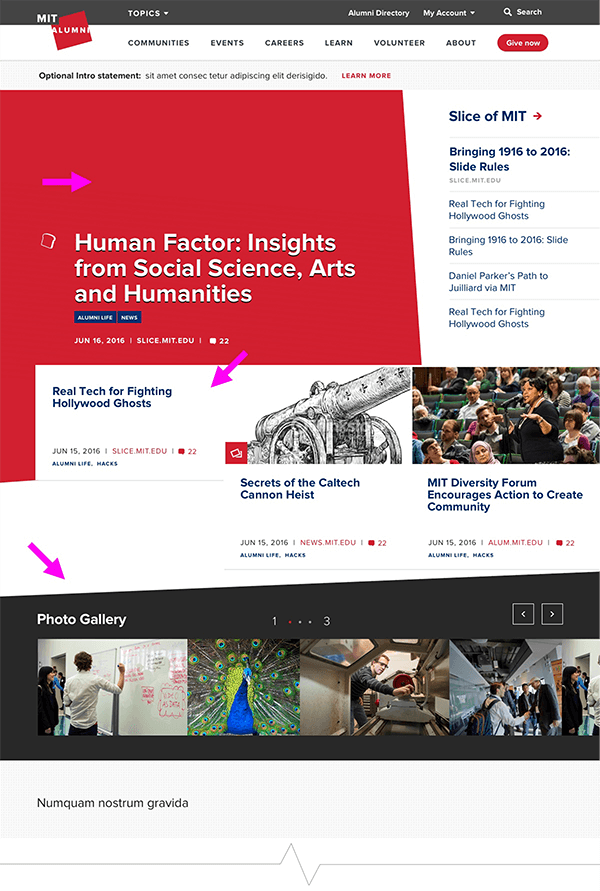 MIT
ALUMNI
TOPICS
Alumni Directory
My Account
Search
COMMUNITIES
EVENTS
CAREERS
LEARN
VOLUNTEER
ABOUT
Give now
Optional Intro statement: sit amet consec tetur adipiscing elit derisigido. LEARN MORE
Human Factor: Insights
from Social Science, Arts
and Humanities
ALUMNI LIFE NEWS
JUN 16, 2016 | SLICE.MIT.EDU | 22
Slice of MIT
Bringing 1916 to 2016:
Slide Rules
SLICE.MIT.EDU
Real Tech for Fighting
Hollywood Ghosts
Bringing 1916 to 2016: Slide
Rules
Daniel Parker's Path to
Juilliard via MIT
Real Tech for Fighting
Hollywood Ghosts
Real Tech for Fighting
Hollywood Ghosts
JUN 15, 2016 | SLICE.MIT.EDU | 22
ALUMNI LIFE, HACKS
Secrets of the Caltech
Cannon Heist
JUN 15, 2016 | NEWS.MIT.EDU | 22
ALUMNI LIFE, HACKS
MIT Diversity Forum
Encourages Action to Create
Community
JUN 15, 2016 | ALUM.MIT.EDU | 22
ALUMNI LIFE, HACKS
Photo Gallery
1 3
Numquam nostrum gravida